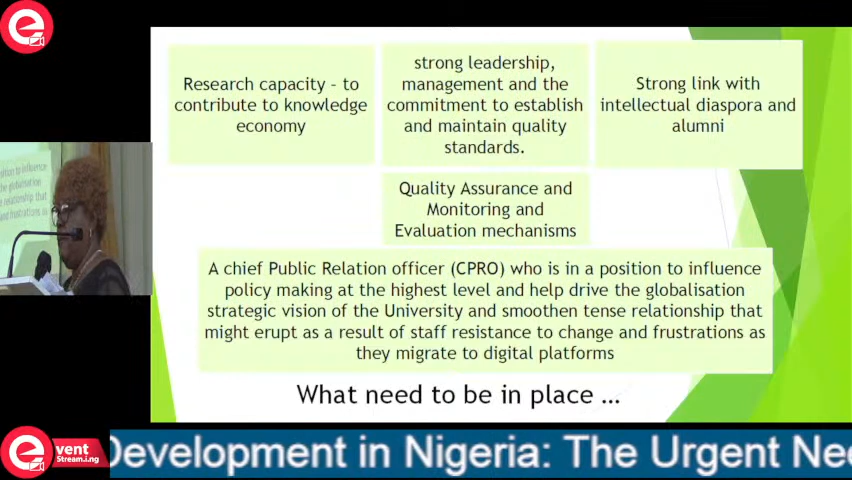 Research capacity – to
contribute to knowledge
economy
strong leadership,
management and the
commitment to establish
and maintain quality
standards.
Strong link with
intellectual diaspora and
alumni
Quality Assurance and
Monitoring and
Evaluation mechanisms
A chief Public Relation officer (CPRO) who is in a position to influence
policy making at the highest level and help drive the globalisation
strategic vision of the University and smoothen tense relationship that
might erupt as a result of staff resistance to change and frustrations as
they migrate to digital platforms
What need to be in place …
e
vent
Stream.i.ng
Development in Nigeria: The Urgent Nee